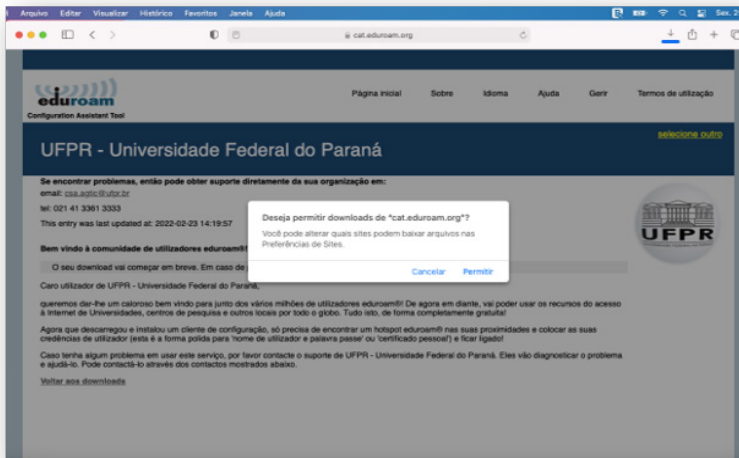 Arquivo Editar Visualizar Histórico Favoritos Janela Ajuda
cat.eduroam.org
eduroam
Configuration Assistant Tool
Página inicial Sobre Idioma Ajuda Gerir Termos de utilização
selecione outro
UFPR - Universidade Federal do Paraná
Se encontrar problemas, então pode obter suporte diretamente da sua organização em:
email: csa.agtic@ufpr.br
tel: 021 41 3361 3333
This entry was last updated at: 2022-02-23 14:19:57
UFPR
Deseja permitir downloads de "cat.eduroam.org"?
Você pode alterar quais sites podem baixar arquivos nas
Preferências de Sites.
Cancelar Permitir
Bem vindo à comunidade de utilizadores eduroam®!
O seu download vai começar em breve. Em caso de
Caro utilizador de UFPR - Universidade Federal do Paraná,
queremos dar-lhe um caloroso bem vindo para junto dos vários milhões de utilizadores eduroam®! De agora em diante, vai poder usar os recursos do acesso
à Internet de Universidades, centros de pesquisa e outros locais por todo o globo. Tudo isto, de forma completamente gratuita!
Agora que descarregou e instalou um cliente de configuração, só precisa de encontrar um hotspot eduroam® nas suas proximidades e colocar as suas
credências de utilizador (esta é a forma polida para 'nome de utilizador e palavra passe' ou 'certificado pessoal') e ficar ligado!
Caso tenha algum problema em usar este serviço, por favor contacte o suporte de UFPR - Universidade Federal do Paraná. Eles vão diagnosticar o problema
e ajudá-lo. Pode contactá-lo através dos contactos mostrados abaixo.
Voltar aos downloads